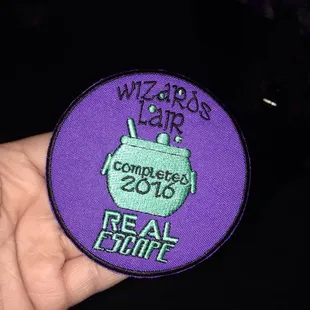 WIZARDS
LAIR
completed
2016
REAL
ESCAPE